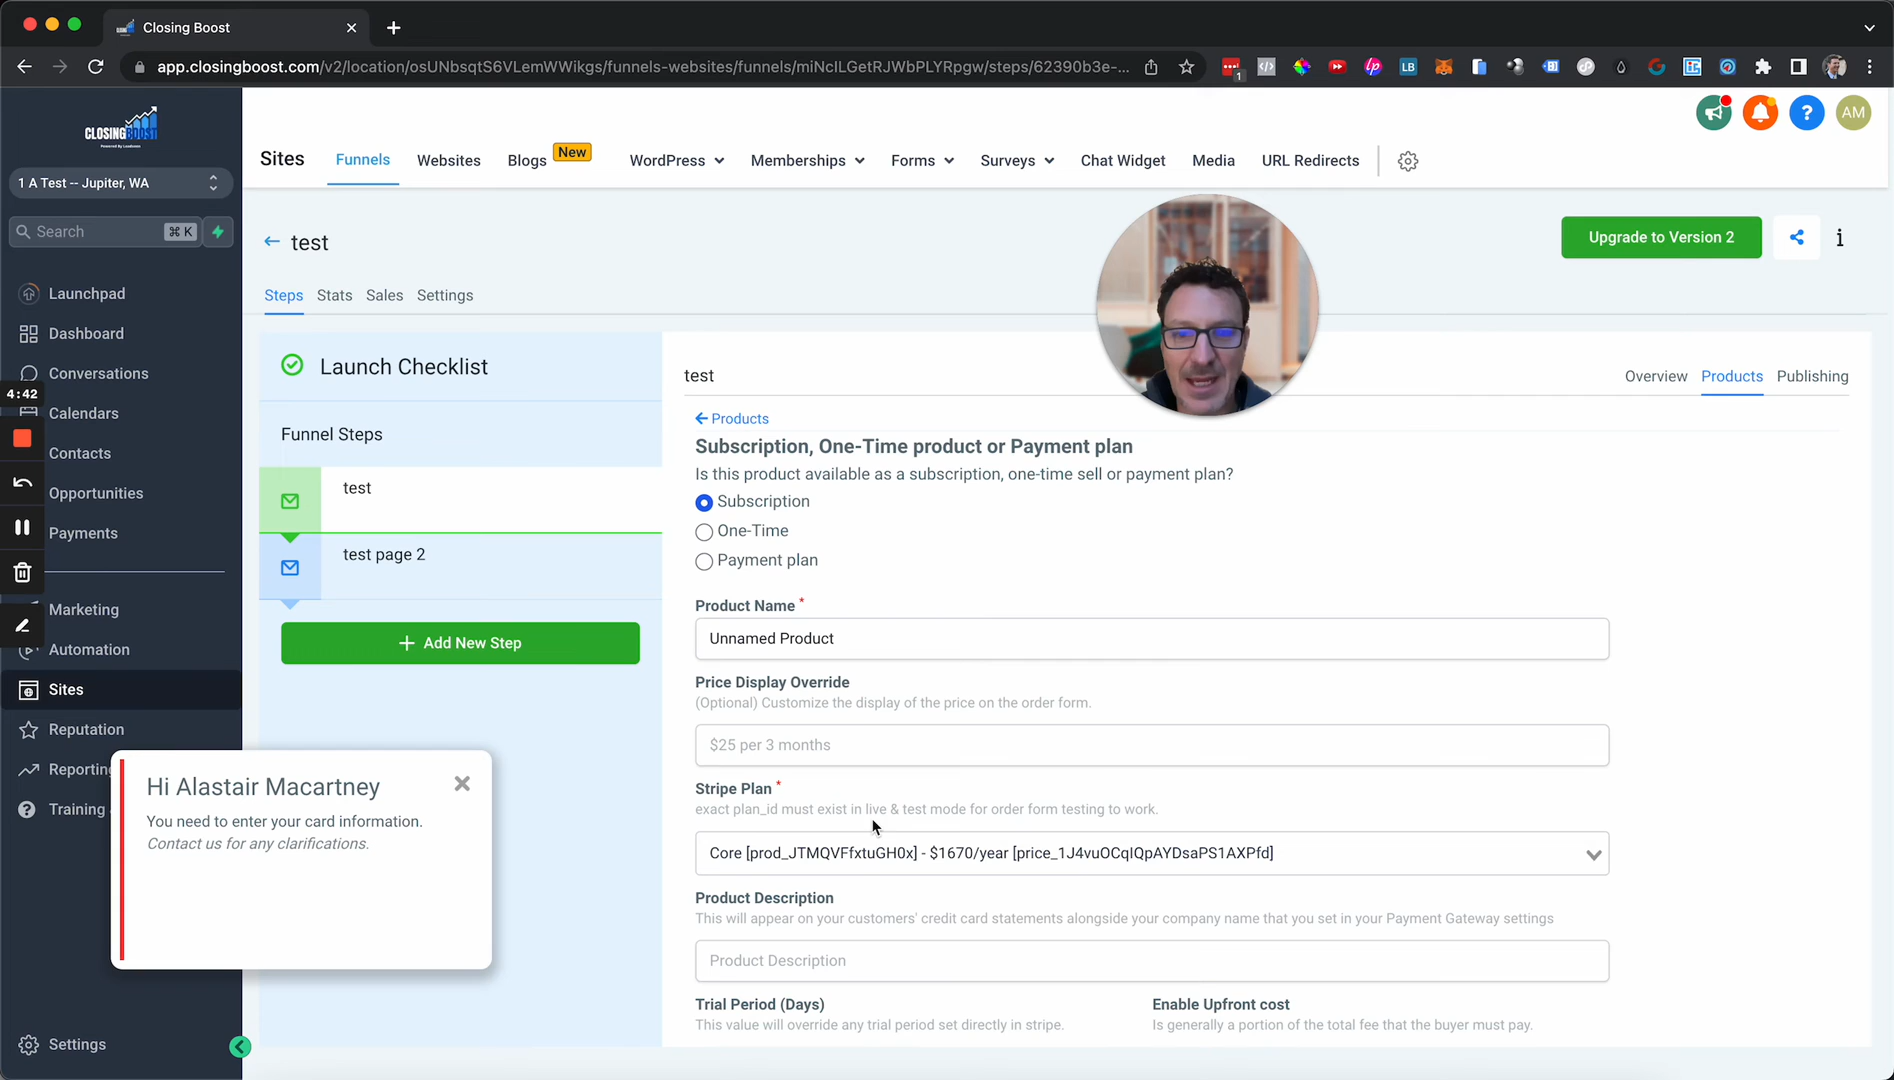 Closing Boost
app.closingboost.com/v2/location/osUNbsqtS6VLemWWikgs/funnels-websites/funnels/miNcILGetRJWbPLYRpgw/steps/62390b3e-...
1
LB
CLOSINGBOOST
1 A Test -- Jupiter, WA
Search
⌘ K
Launchpad
Dashboard
Conversations
4:42
Calendars
Contacts
Opportunities
Payments
Marketing
Automation
Sites
Reputation
Reporting
Training
Settings
AM
Sites
Funnels
Websites
Blogs
New
WordPress
Memberships
Forms
Surveys
Chat Widget
Media
URL Redirects
test
Upgrade to Version 2
Steps
Stats
Sales
Settings
Launch Checklist
Funnel Steps
test
test page 2
+ Add New Step
test
Overview
Products
Publishing
Products
Subscription, One-Time product or Payment plan
Is this product available as a subscription, one-time sell or payment plan?
Subscription
One-Time
Payment plan
Product Name *
Unnamed Product
Price Display Override
(Optional) Customize the display of the price on the order form.
$25 per 3 months
Stripe Plan *
exact plan_id must exist in live & test mode for order form testing to work.
Core [prod_JTMQVFfxtuGH0x] - $1670/year [price_1J4vuOCqIQpAYDsaPS1AXPfd]
Product Description
This will appear on your customers' credit card statements alongside your company name that you set in your Payment Gateway settings
Product Description
Trial Period (Days)
This value will override any trial period set directly in stripe.
Enable Upfront cost
Is generally a portion of the total fee that the buyer must pay.
Hi Alastair Macartney
You need to enter your card information.
Contact us for any clarifications.